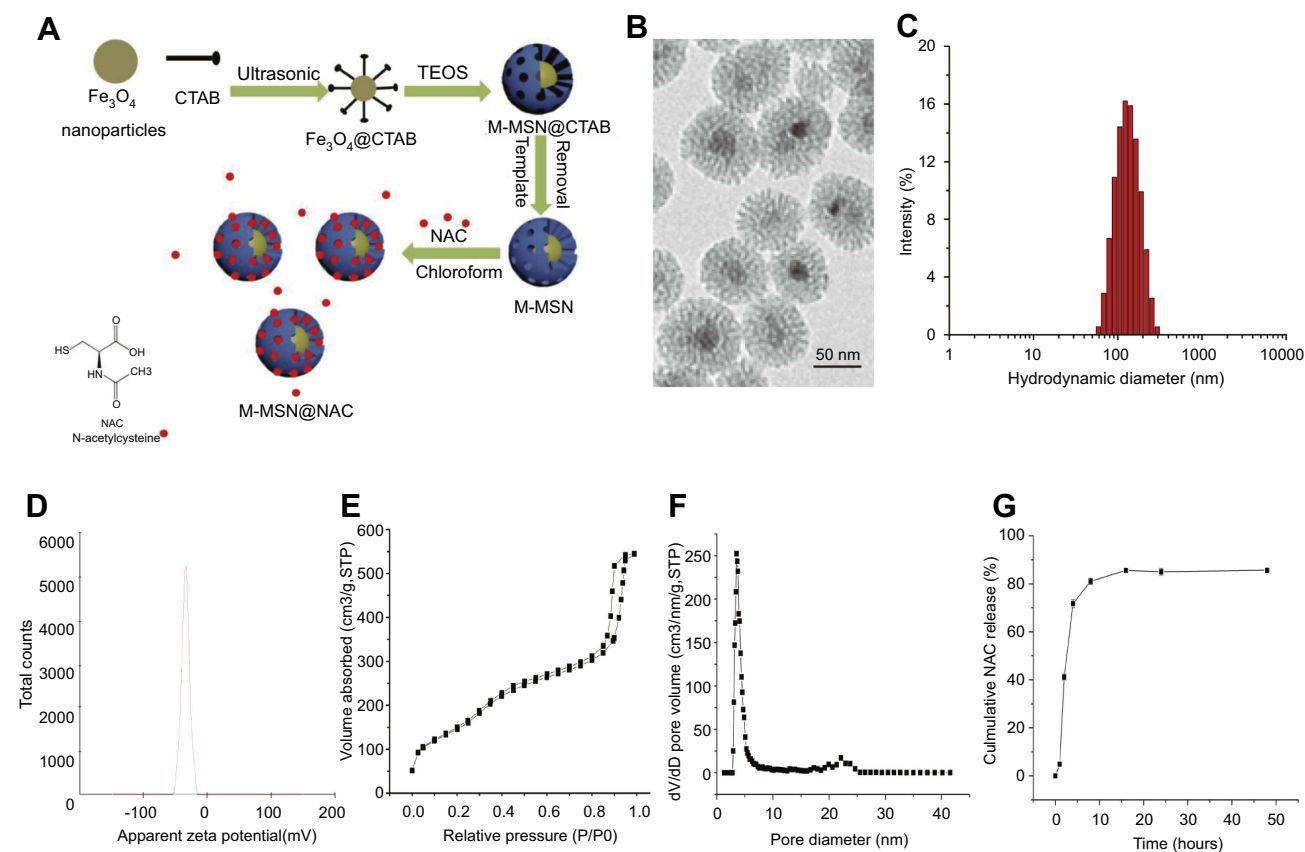 A
Fe3O4
nanoparticles
CTAB
Ultrasonic
Fe3O4@CTAB
TEOS
M-MSN@CTAB
Template
Removal
M-MSN
NAC
Chloroform
M-MSN@NAC
O
HS
OH
HN
CH3
O
NAC
N-acetylcysteine
B
50 nm
C
20
16
12
8
4
0
Intensity (%)
1
10
100
1000
10000
Hydrodynamic diameter (nm)
D
6000
5000
4000
3000
2000
1000
0
Total counts
-100
0
100
200
Apparent zeta potential(mV)
E
600
500
400
300
200
100
0
Volume absorbed (cm3/g,STP)
0.0
0.2
0.4
0.6
0.8
1.0
Relative pressure (P/P0)
F
250
200
150
100
50
0
dV/dD pore volume (cm3/nm/g,STP)
0
10
20
30
40
Pore diameter (nm)
G
100
80
60
40
20
0
Culmulative NAC release (%)
0
10
20
30
40
50
Time (hours)